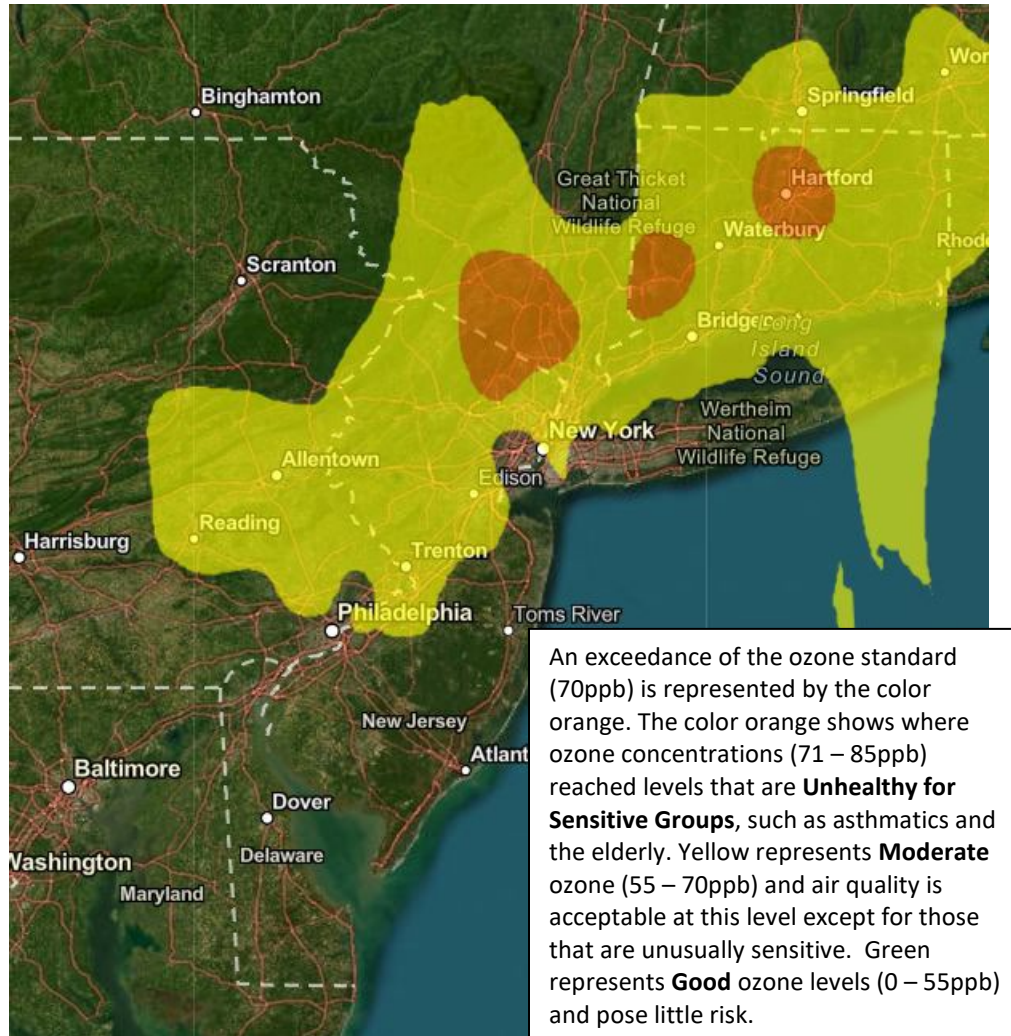 Binghamton
Wor
Springfield
Great Thicket
National
Wildlife Refuge
Hartford
Waterbury
Rhode
Scranton
Bridge
Long
Island
Sound
Wertheim
National
Wildlife Refuge
New York
Allentown
Edison
Reading
Harrisburg
Trenton
Philadelphia
Toms River
New Jersey
Atlant
Baltimore
Dover
Washington
Delaware
Maryland
An exceedance of the ozone standard
(70ppb) is represented by the color
orange. The color orange shows where
ozone concentrations (71 – 85ppb)
reached levels that are Unhealthy for
Sensitive Groups, such as asthmatics and
the elderly. Yellow represents Moderate
ozone (55 – 70ppb) and air quality is
acceptable at this level except for those
that are unusually sensitive. Green
represents Good ozone levels (0 – 55ppb)
and pose little risk.